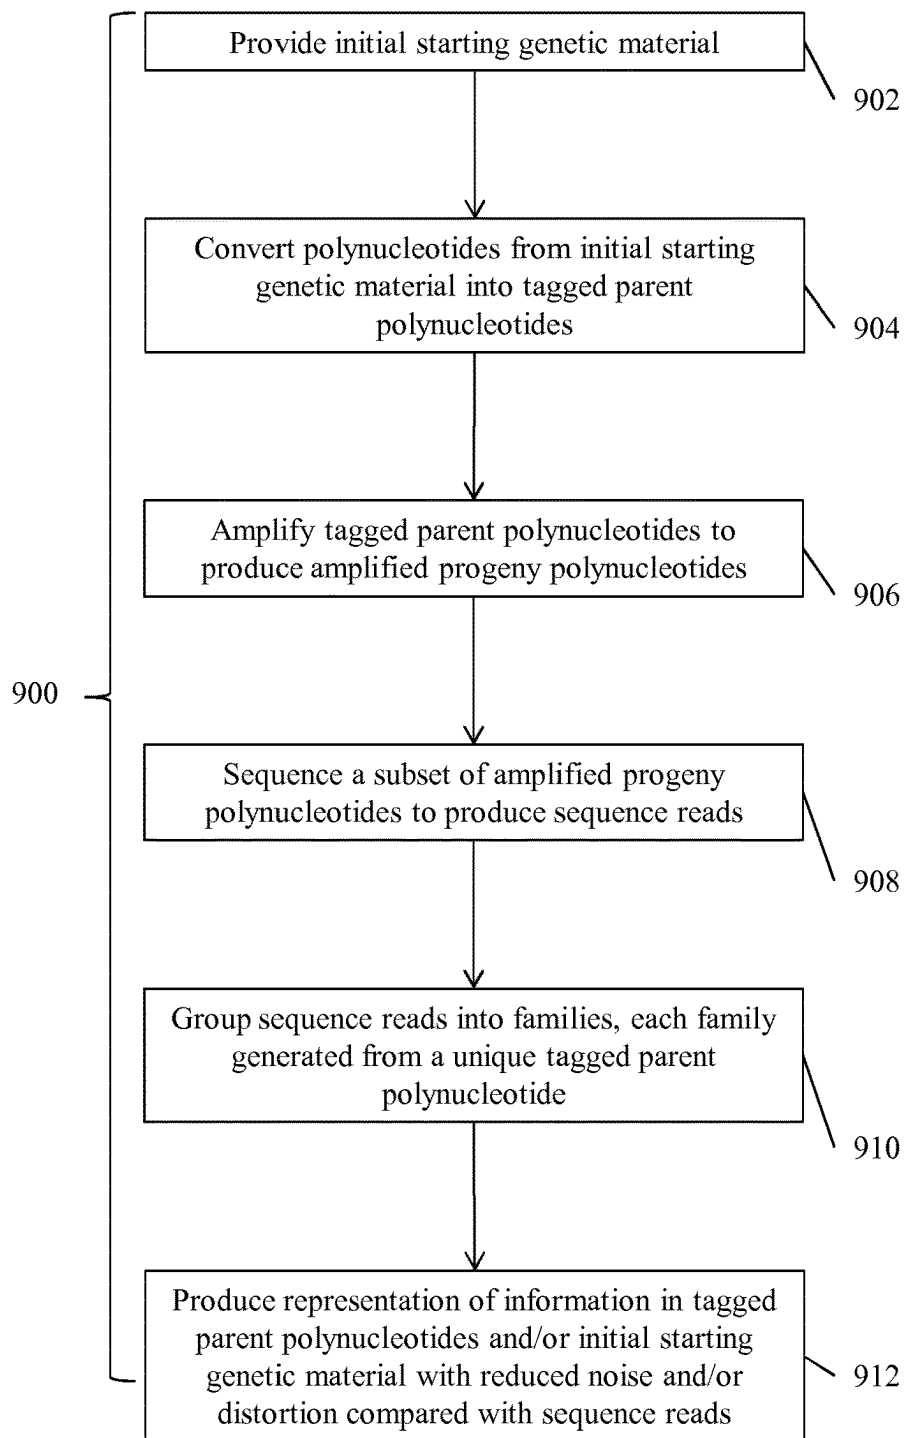 Provide initial starting genetic material
902
Convert polynucleotides from initial starting
genetic material into tagged parent
polynucleotides
904
Amplify tagged parent polynucleotides to
produce amplified progeny polynucleotides
906
900
Sequence a subset of amplified progeny
polynucleotides to produce sequence reads
908
Group sequence reads into families, each family
generated from a unique tagged parent
polynucleotide
910
Produce representation of information in tagged
parent polynucleotides and/or initial starting
genetic material with reduced noise and/or
distortion compared with sequence reads
912